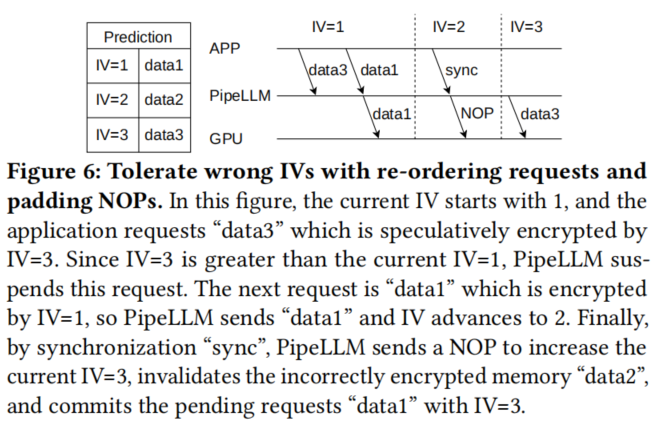 Prediction
IV=1 data1
IV=2 data2
IV=3 data3
IV=1 IV=2 IV=3
APP
data3 data1 sync
PipeLLM
data1 NOP data3
GPU
Figure 6: Tolerate wrong IVs with re-ordering requests and
padding NOPs. In this figure, the current IV starts with 1, and the
application requests “data3” which is speculatively encrypted by
IV=3. Since IV=3 is greater than the current IV=1, PipeLLM sus-
pends this request. The next request is “data1” which is encrypted
by IV=1, so PipeLLM sends “data1” and IV advances to 2. Finally,
by synchronization “sync”, PipeLLM sends a NOP to increase the
current IV=3, invalidates the incorrectly encrypted memory “data2”,
and commits the pending requests “data1” with IV=3.